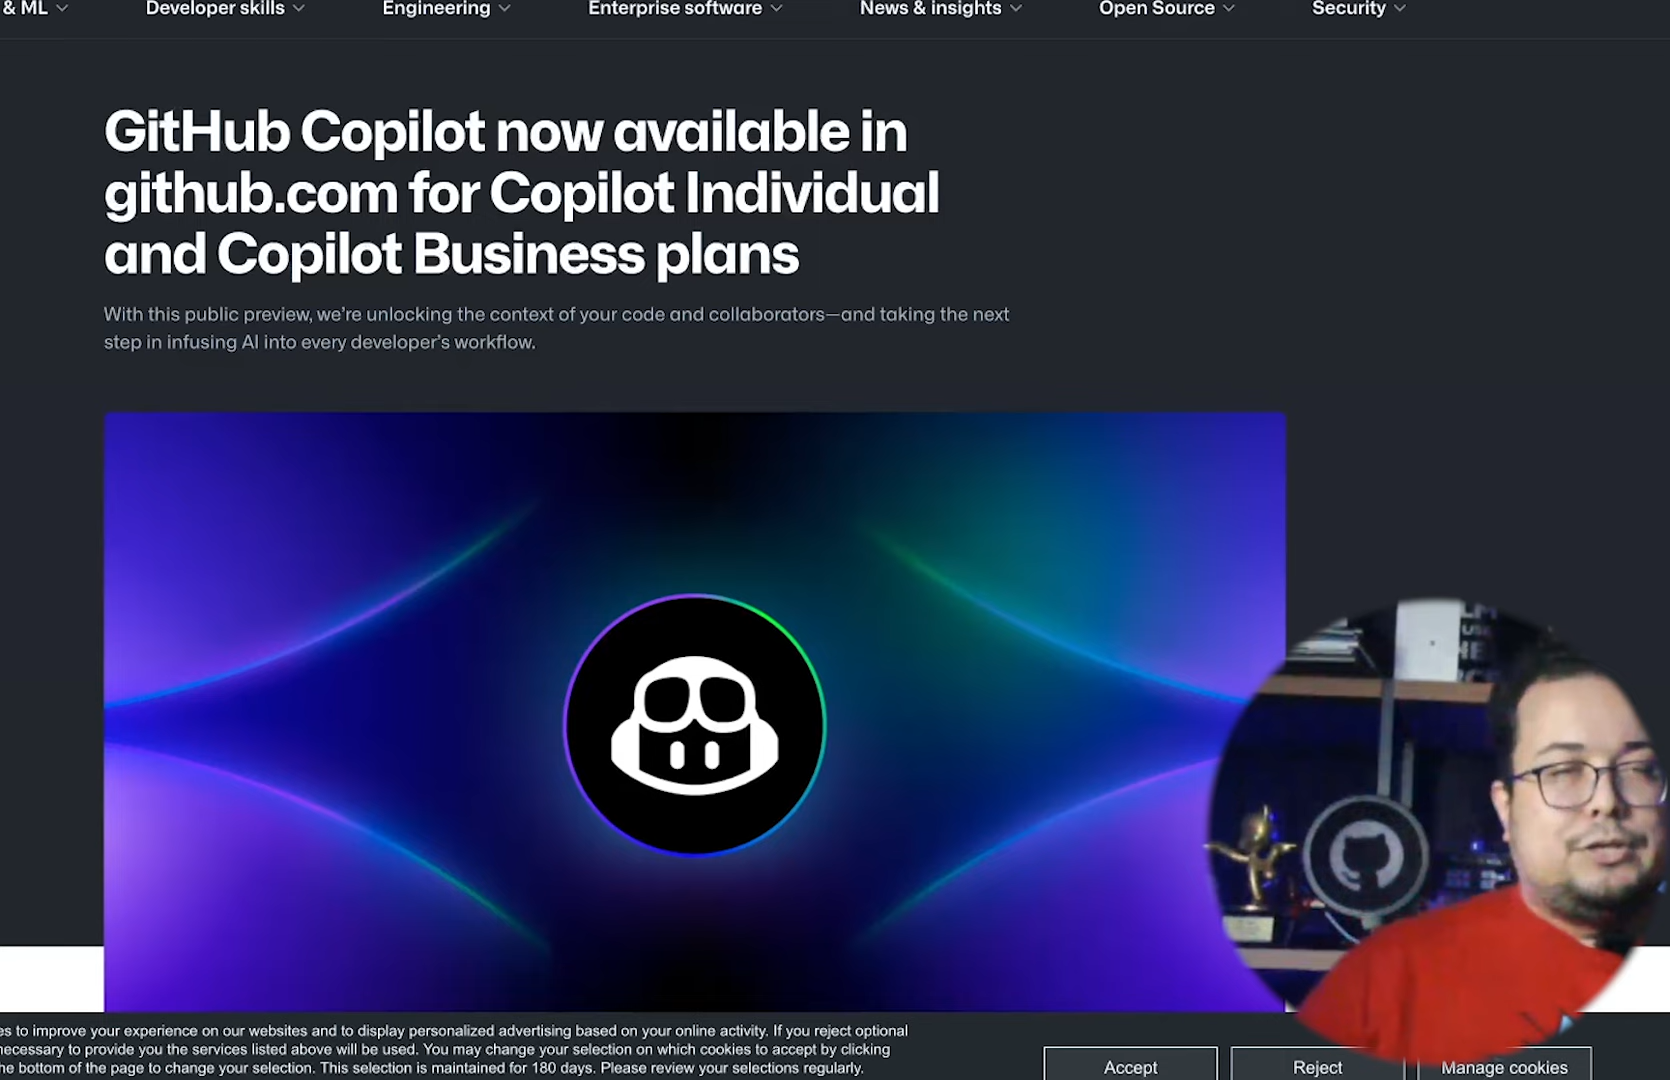 & ML
Developer skills
Engineering
Enterprise software
News & insights
Open Source
Security
GitHub Copilot now available in
github.com for Copilot Individual
and Copilot Business plans
With this public preview, we're unlocking the context of your code and collaborators—and taking the next
step in infusing AI into every developer's workflow.
es to improve your experience on our websites and to display personalized advertising based on your online activity. If you reject optional
necessary to provide you the services listed above will be used. You may change your selection on which cookies to accept by clicking
he bottom of the page to change your selection. This selection is maintained for 180 days. Please review your selections regularly.
Accept
Reject
Manage cookies